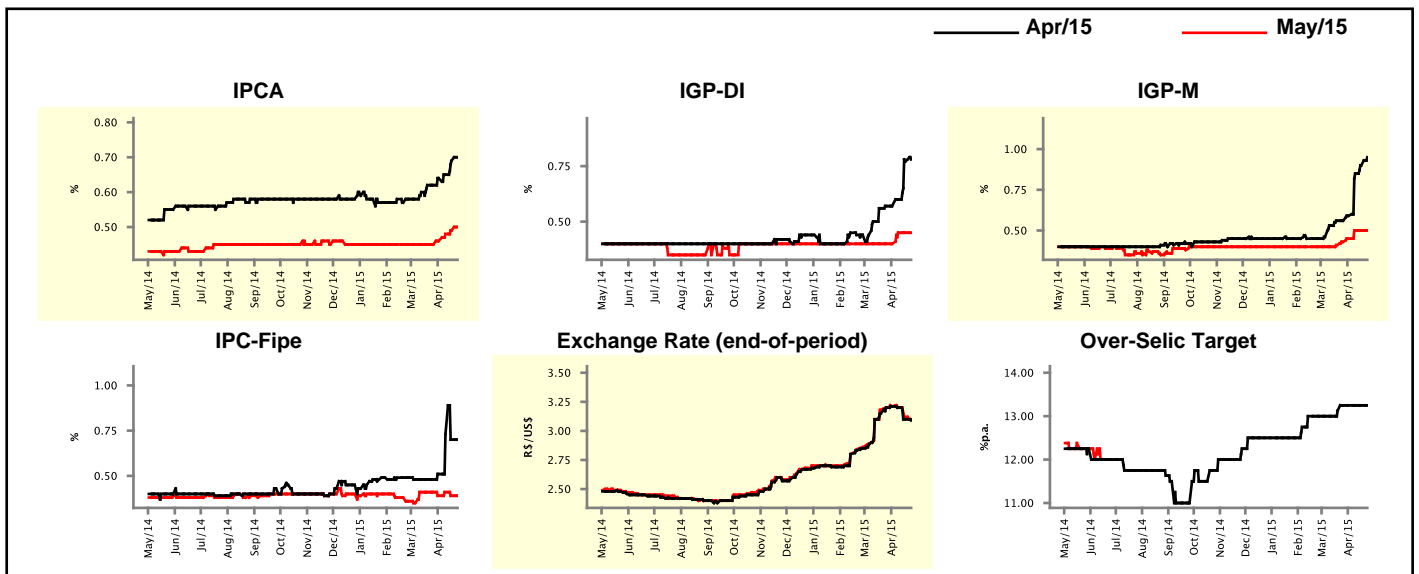 Apr/15 May/15
IPCA IGP-DI IGP-M
%
0.80
0.70
0.60
0.50
May/14 Jun/14 Jul/14 Aug/14 Sep/14 Oct/14 Nov/14 Dec/14 Jan/15 Feb/15 Mar/15 Apr/15
%
0.75
0.50
May/14 Jun/14 Jul/14 Aug/14 Sep/14 Oct/14 Nov/14 Dec/14 Jan/15 Feb/15 Mar/15 Apr/15
%
1.00
0.75
0.50
May/14 Jun/14 Jul/14 Aug/14 Sep/14 Oct/14 Nov/14 Dec/14 Jan/15 Feb/15 Mar/15 Apr/15
IPC-Fipe Exchange Rate (end-of-period) Over-Selic Target
%
1.00
0.75
0.50
May/14 Jun/14 Jul/14 Aug/14 Sep/14 Oct/14 Nov/14 Dec/14 Jan/15 Feb/15 Mar/15 Apr/15
R$/US$
3.50
3.25
3.00
2.75
2.50
May/14 Jun/14 Jul/14 Aug/14 Sep/14 Oct/14 Nov/14 Dec/14 Jan/15 Feb/15 Mar/15 Apr/15
%p.a.
14.00
13.00
12.00
11.00
May/14 Jun/14 Jul/14 Aug/14 Sep/14 Oct/14 Nov/14 Dec/14 Jan/15 Feb/15 Mar/15 Apr/15